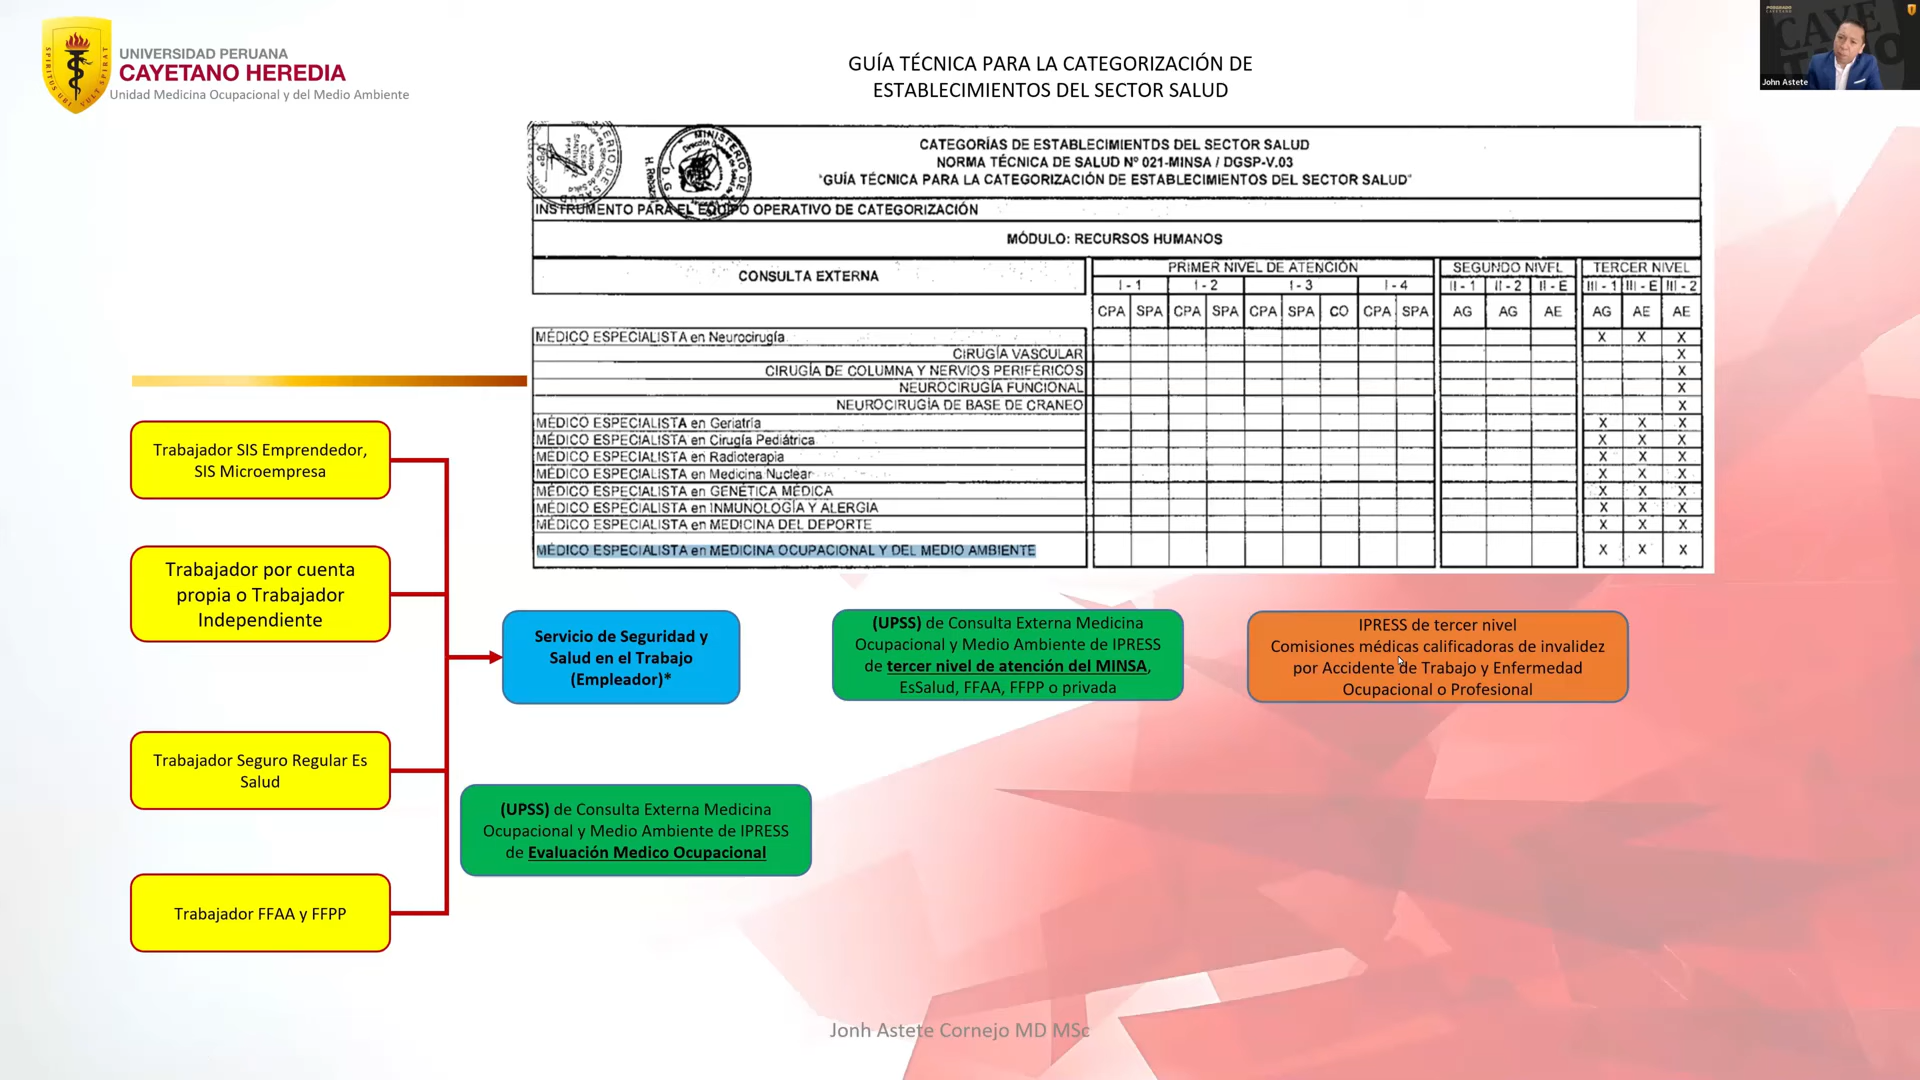 UNIVERSIDAD PERUANA
CAYETANO HEREDIA
Unidad Medicina Ocupacional y del Medio Ambiente
GUÍA TÉCNICA PARA LA CATEGORIZACIÓN DE
ESTABLECIMIENTOS DEL SECTOR SALUD
John Astete
CATEGORÍAS DE ESTABLECIMIENTOS DEL SECTOR SALUD
NORMA TÉCNICA DE SALUD Nº 021-MINSA / DGSP-V.03
"GUÍA TÉCNICA PARA LA CATEGORIZACIÓN DE ESTABLECIMIENTOS DEL SECTOR SALUD"
INSTRUMENTO PARA EL EQUIPO OPERATIVO DE CATEGORIZACIÓN
MÓDULO: RECURSOS HUMANOS
CONSULTA EXTERNA
PRIMER NIVEL DE ATENCIÓN SEGUNDO NIVEL TERCER NIVEL
I - 1 I - 2 I - 3 I - 4 II - 1 II - 2 II - E III - 1 III - E III - 2
CPA SPA CPA SPA CPA SPA CO CPA SPA AG AG AE AG AE AE
MÉDICO ESPECIALISTA en Neurocirugía X X X
CIRUGÍA VASCULAR X
CIRUGÍA DE COLUMNA Y NERVIOS PERIFÉRICOS X
NEUROCIRUGÍA FUNCIONAL X
NEUROCIRUGÍA DE BASE DE CRANEO X
MÉDICO ESPECIALISTA en Geriatría X X X
MÉDICO ESPECIALISTA en Cirugía Pediátrica X X X
MÉDICO ESPECIALISTA en Radioterapia X X X
MÉDICO ESPECIALISTA en Medicina Nuclear X X X
MÉDICO ESPECIALISTA en GENÉTICA MÉDICA X X X
MÉDICO ESPECIALISTA en INMUNOLOGÍA Y ALERGIA X X X
MÉDICO ESPECIALISTA en MEDICINA DEL DEPORTE X X X
MÉDICO ESPECIALISTA en MEDICINA OCUPACIONAL Y DEL MEDIO AMBIENTE X X X
Trabajador SIS Emprendedor,
SIS Microempresa
Trabajador por cuenta
propia o Trabajador
Independiente
Trabajador Seguro Regular Es
Salud
Trabajador FFAA y FFPP
Servicio de Seguridad y
Salud en el Trabajo
(Empleador)*
(UPSS) de Consulta Externa Medicina
Ocupacional y Medio Ambiente de IPRESS
de Evaluación Medico Ocupacional
(UPSS) de Consulta Externa Medicina
Ocupacional y Medio Ambiente de IPRESS
de tercer nivel de atención del MINSA,
EsSalud, FFAA, FFPP o privada
IPRESS de tercer nivel
Comisiones médicas calificadoras de invalidez
por Accidente de Trabajo y Enfermedad
Ocupacional o Profesional
Jonh Astete Cornejo MD MSc